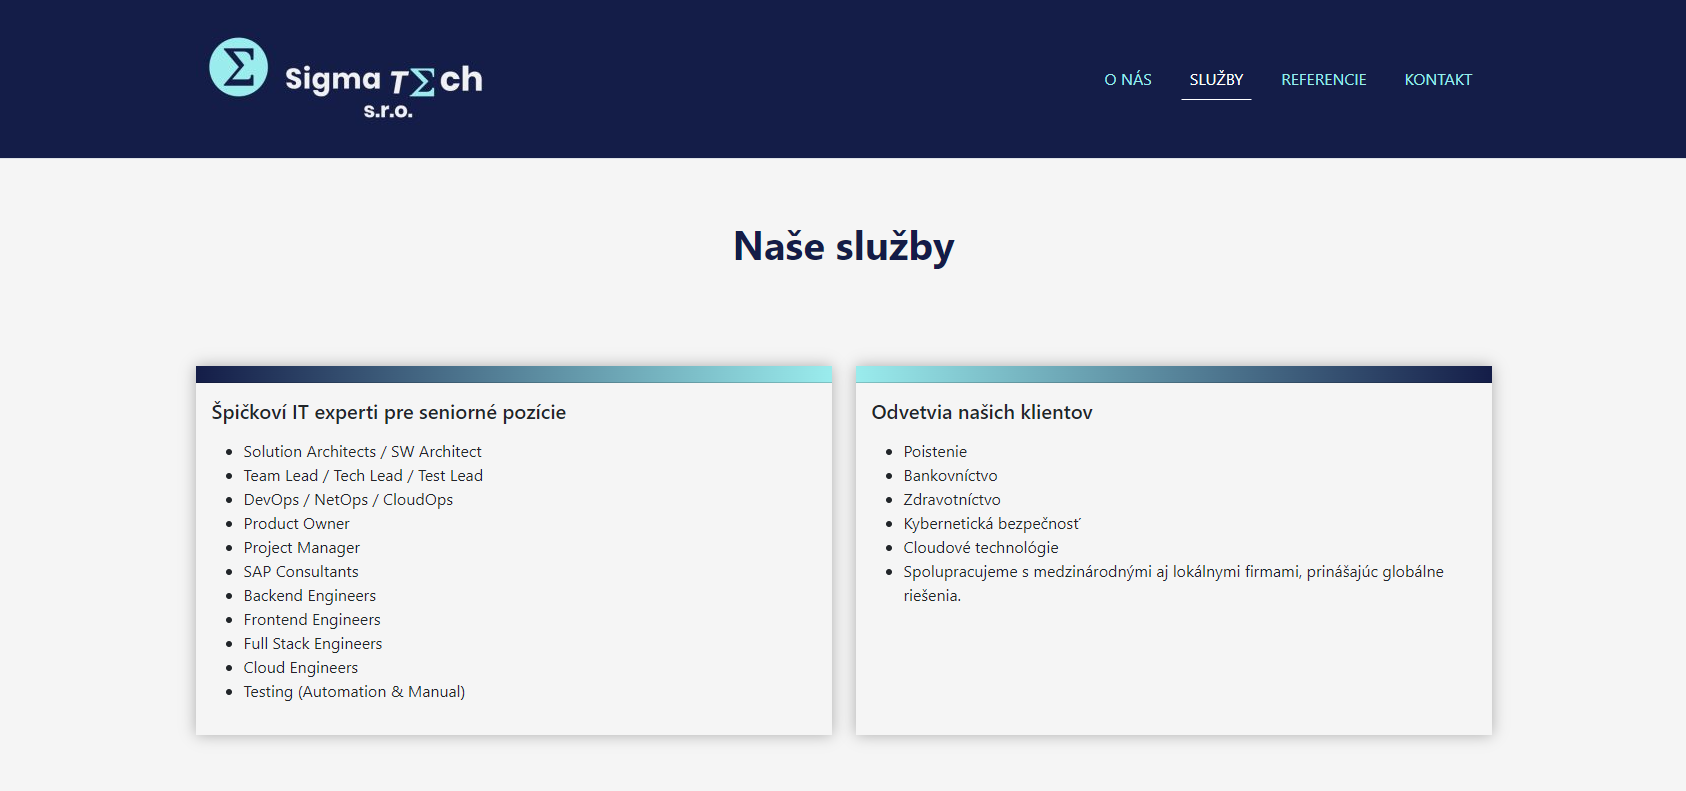 Σ
Sigma TΣch
s.r.o.
O NÁS
SLUŽBY
REFERENCIE
KONTAKT
Naše služby
Špičkoví IT experti pre seniorné pozície
Solution Architects / SW Architect
Team Lead / Tech Lead / Test Lead
DevOps / NetOps / CloudOps
Product Owner
Project Manager
SAP Consultants
Backend Engineers
Frontend Engineers
Full Stack Engineers
Cloud Engineers
Testing (Automation & Manual)
Odvetvia našich klientov
Poistenie
Bankovníctvo
Zdravotníctvo
Kybernetická bezpečnosť
Cloudové technológie
Spolupracujeme s medzinárodnými aj lokálnymi firmami, prinášajúc globálne
riešenia.